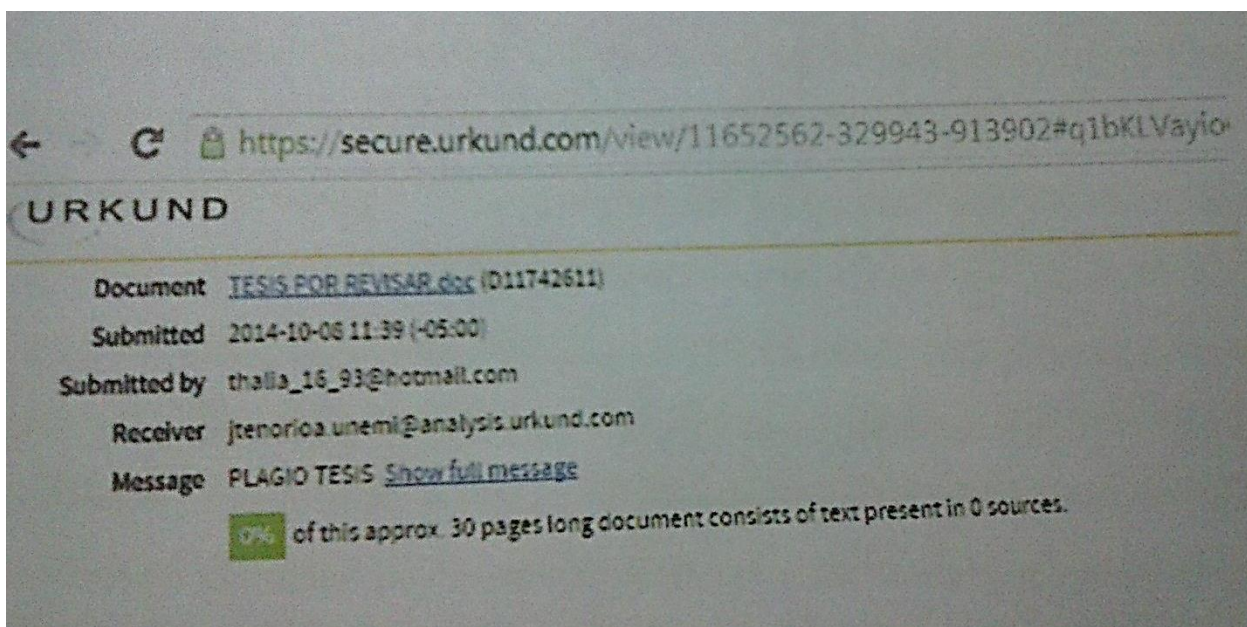 https://secure.urkund.com/view/11652562-329943-913902#q1bKLVayio
URKUND
Document TESIS POR REVISAR.doc (D11742611)
Submitted 2014-10-08 11:39 (-05:00)
Submitted by thalia_16_93@hotmail.com
Receiver jtenorioa.unemi@analysis.urkund.com
Message PLAGIO TESIS Show full message
0% of this approx. 30 pages long document consists of text present in 0 sources.